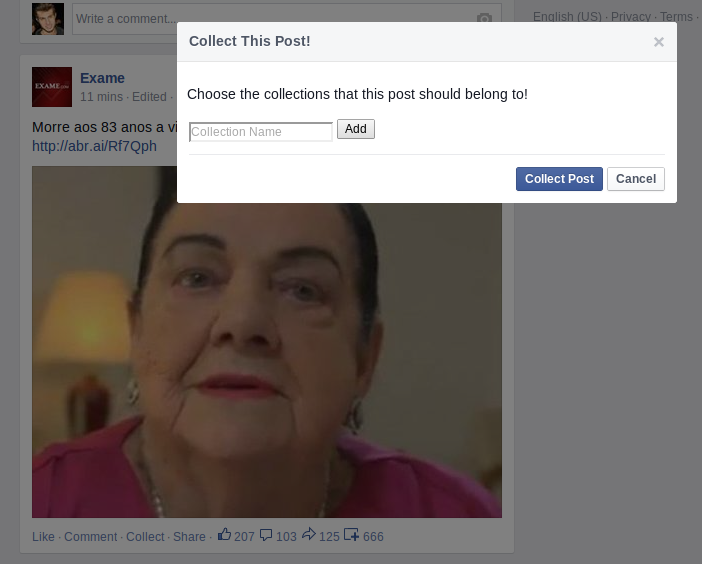 Write a comment...
English (US) · Privacy · Terms ·
Collect This Post!
×
EXAME.com
Exame
11 mins · Edited ·
Choose the collections that this post should belong to!
Morre aos 83 anos a vi
http://abr.ai/Rf7Qph
Collection Name
Add
Collect Post
Cancel
Like · Comment · Collect · Share · 207 103 125 666